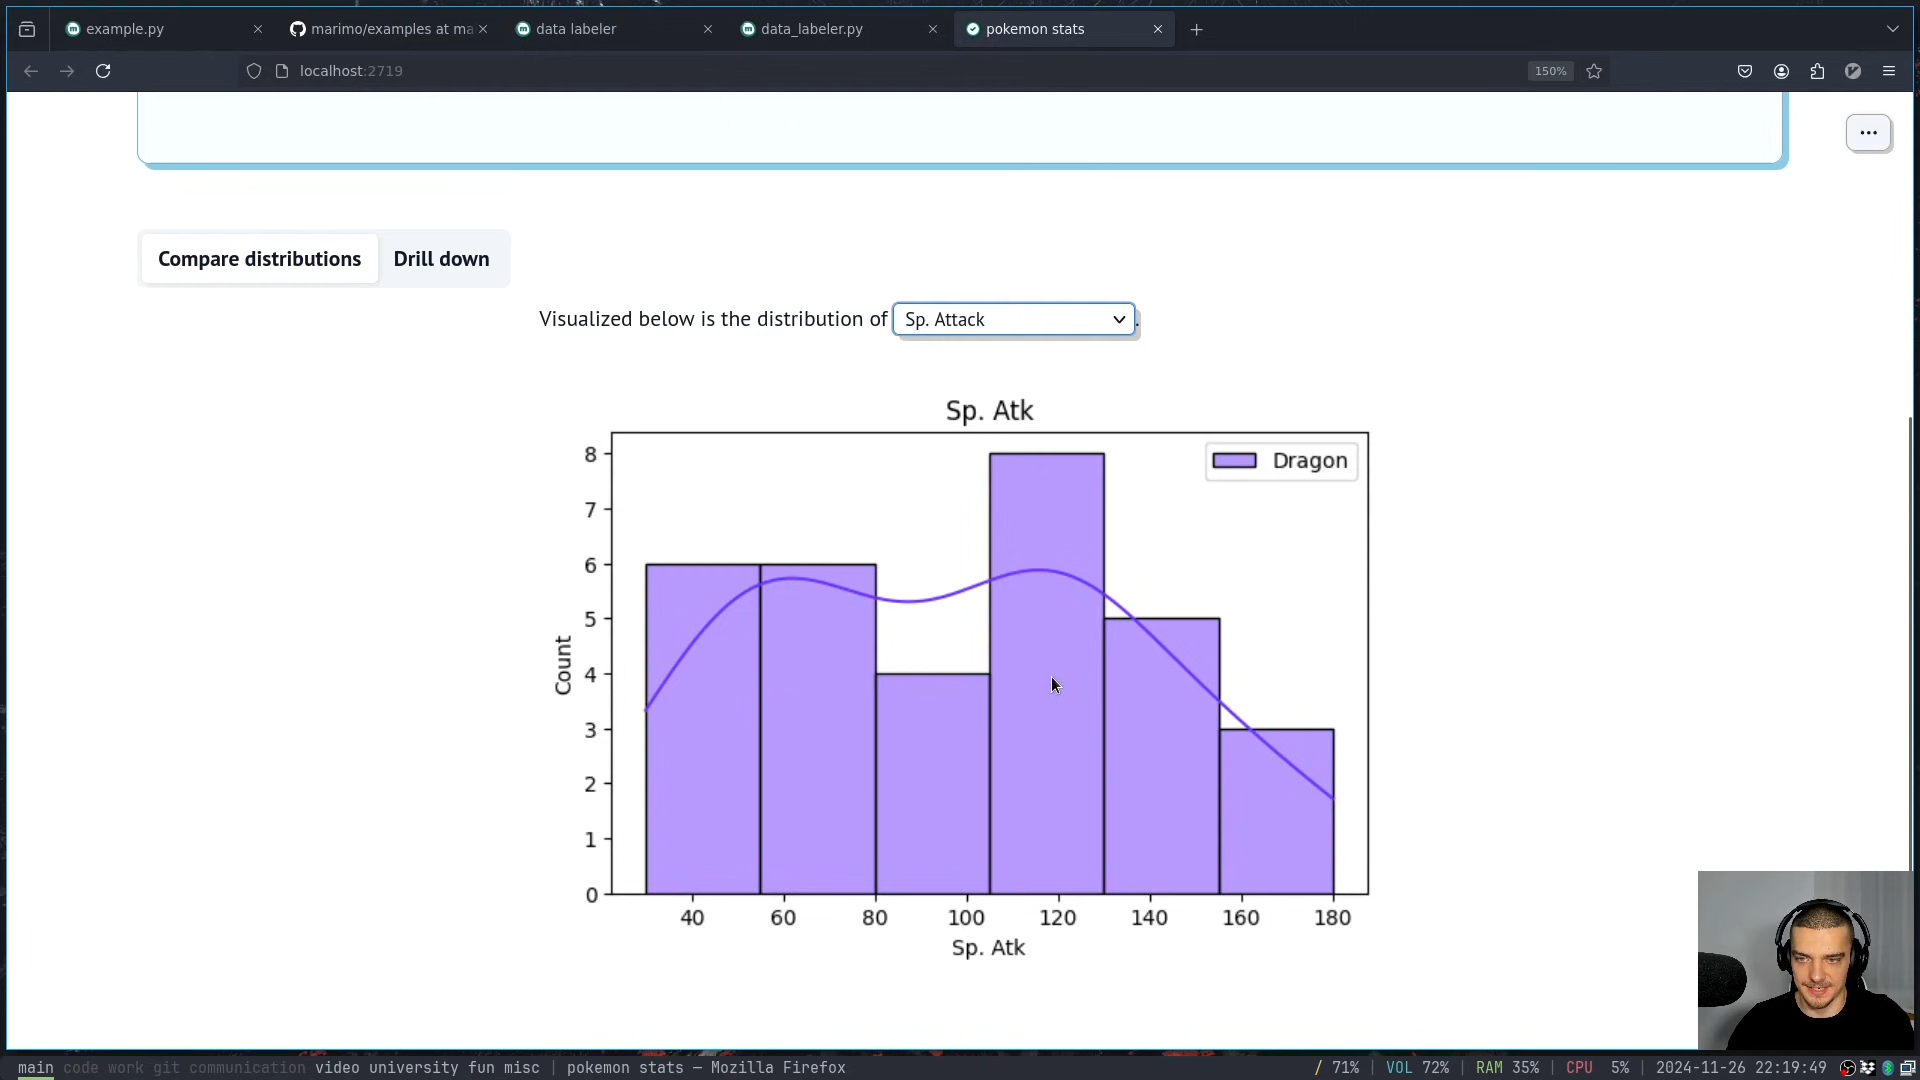 example.py
marimo/examples at ma
data labeler
data_labeler.py
pokemon stats
localhost:2719
150%
Compare distributions
Drill down
Visualized below is the distribution of Sp. Attack .
Sp. Atk
Dragon
8
7
6
5
4
3
2
1
0
Count
40 60 80 100 120 140 160 180
Sp. Atk
main code work git communication video university fun misc | pokemon stats — Mozilla Firefox
/ 71% | VOL 72% | RAM 35% | CPU 5% | 2024-11-26 22:19:49